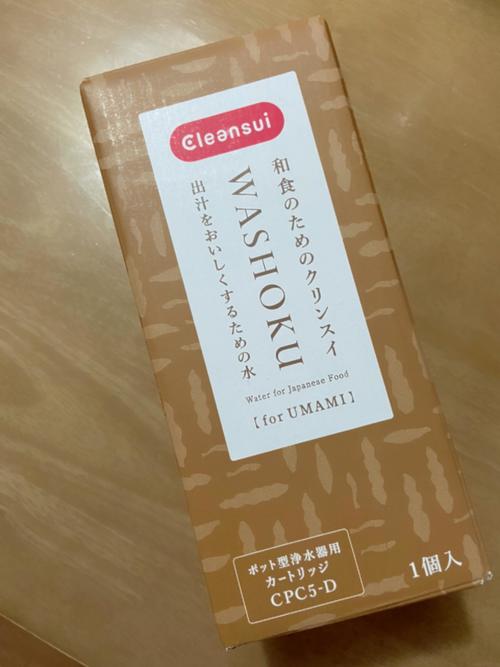 Cleansui
和食のためのクリンスイ
WASHOKU
出汁をおいしくするための水
Water for Japanese Food
【for UMAMI】
ポット型浄水器用
カートリッジ
CPC5-D
1個入